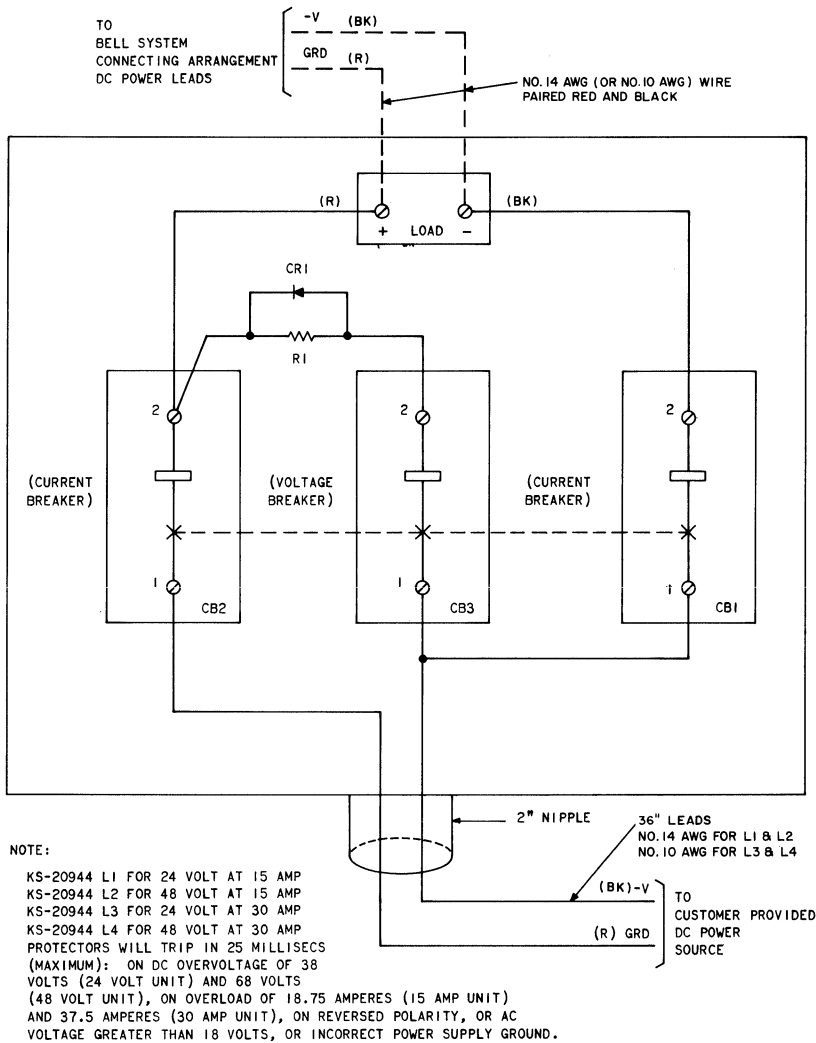 TO
BELL SYSTEM
CONNECTING ARRANGEMENT
DC POWER LEADS
-V (BK)
GRD (R)
NO. 14 AWG (OR NO. 10 AWG) WIRE
PAIRED RED AND BLACK
(R)
(BK)
+ LOAD -
CR1
R1
2
2
2
(CURRENT
BREAKER)
(VOLTAGE
BREAKER)
(CURRENT
BREAKER)
1
1
1
CB2
CB3
CB1
2" NIPPLE
36" LEADS
NO. 14 AWG FOR L1 & L2
NO. 10 AWG FOR L3 & L4
(BK)-V
(R) GRD
TO
CUSTOMER PROVIDED
DC POWER
SOURCE
NOTE:
KS-20944 L1 FOR 24 VOLT AT 15 AMP
KS-20944 L2 FOR 48 VOLT AT 15 AMP
KS-20944 L3 FOR 24 VOLT AT 30 AMP
KS-20944 L4 FOR 48 VOLT AT 30 AMP
PROTECTORS WILL TRIP IN 25 MILLISECS
(MAXIMUM): ON DC OVERVOLTAGE OF 38
VOLTS (24 VOLT UNIT) AND 68 VOLTS
(48 VOLT UNIT), ON OVERLOAD OF 18.75 AMPERES (15 AMP UNIT)
AND 37.5 AMPERES (30 AMP UNIT), ON REVERSED POLARITY, OR AC
VOLTAGE GREATER THAN 18 VOLTS, OR INCORRECT POWER SUPPLY GROUND.